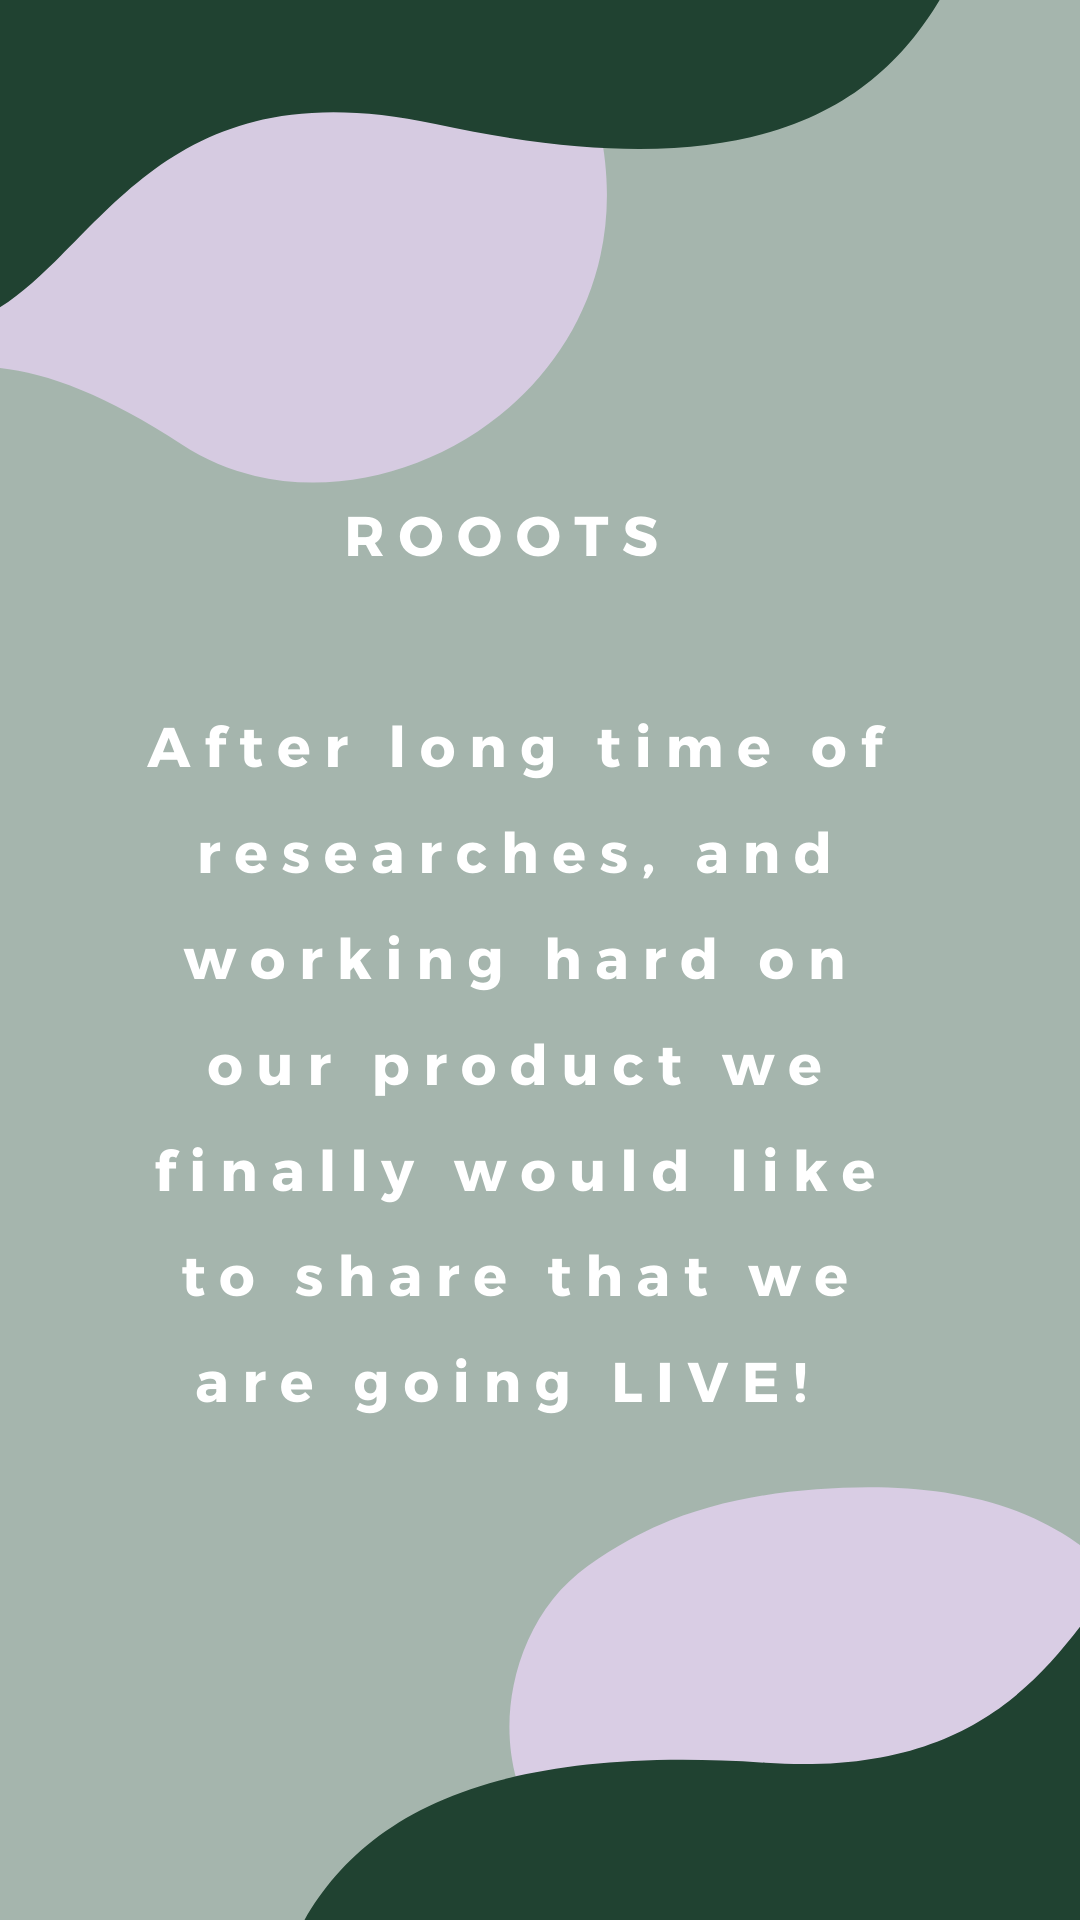 ROOOTS
After long time of
researches, and
working hard on
our product we
finally would like
to share that we
are going LIVE!